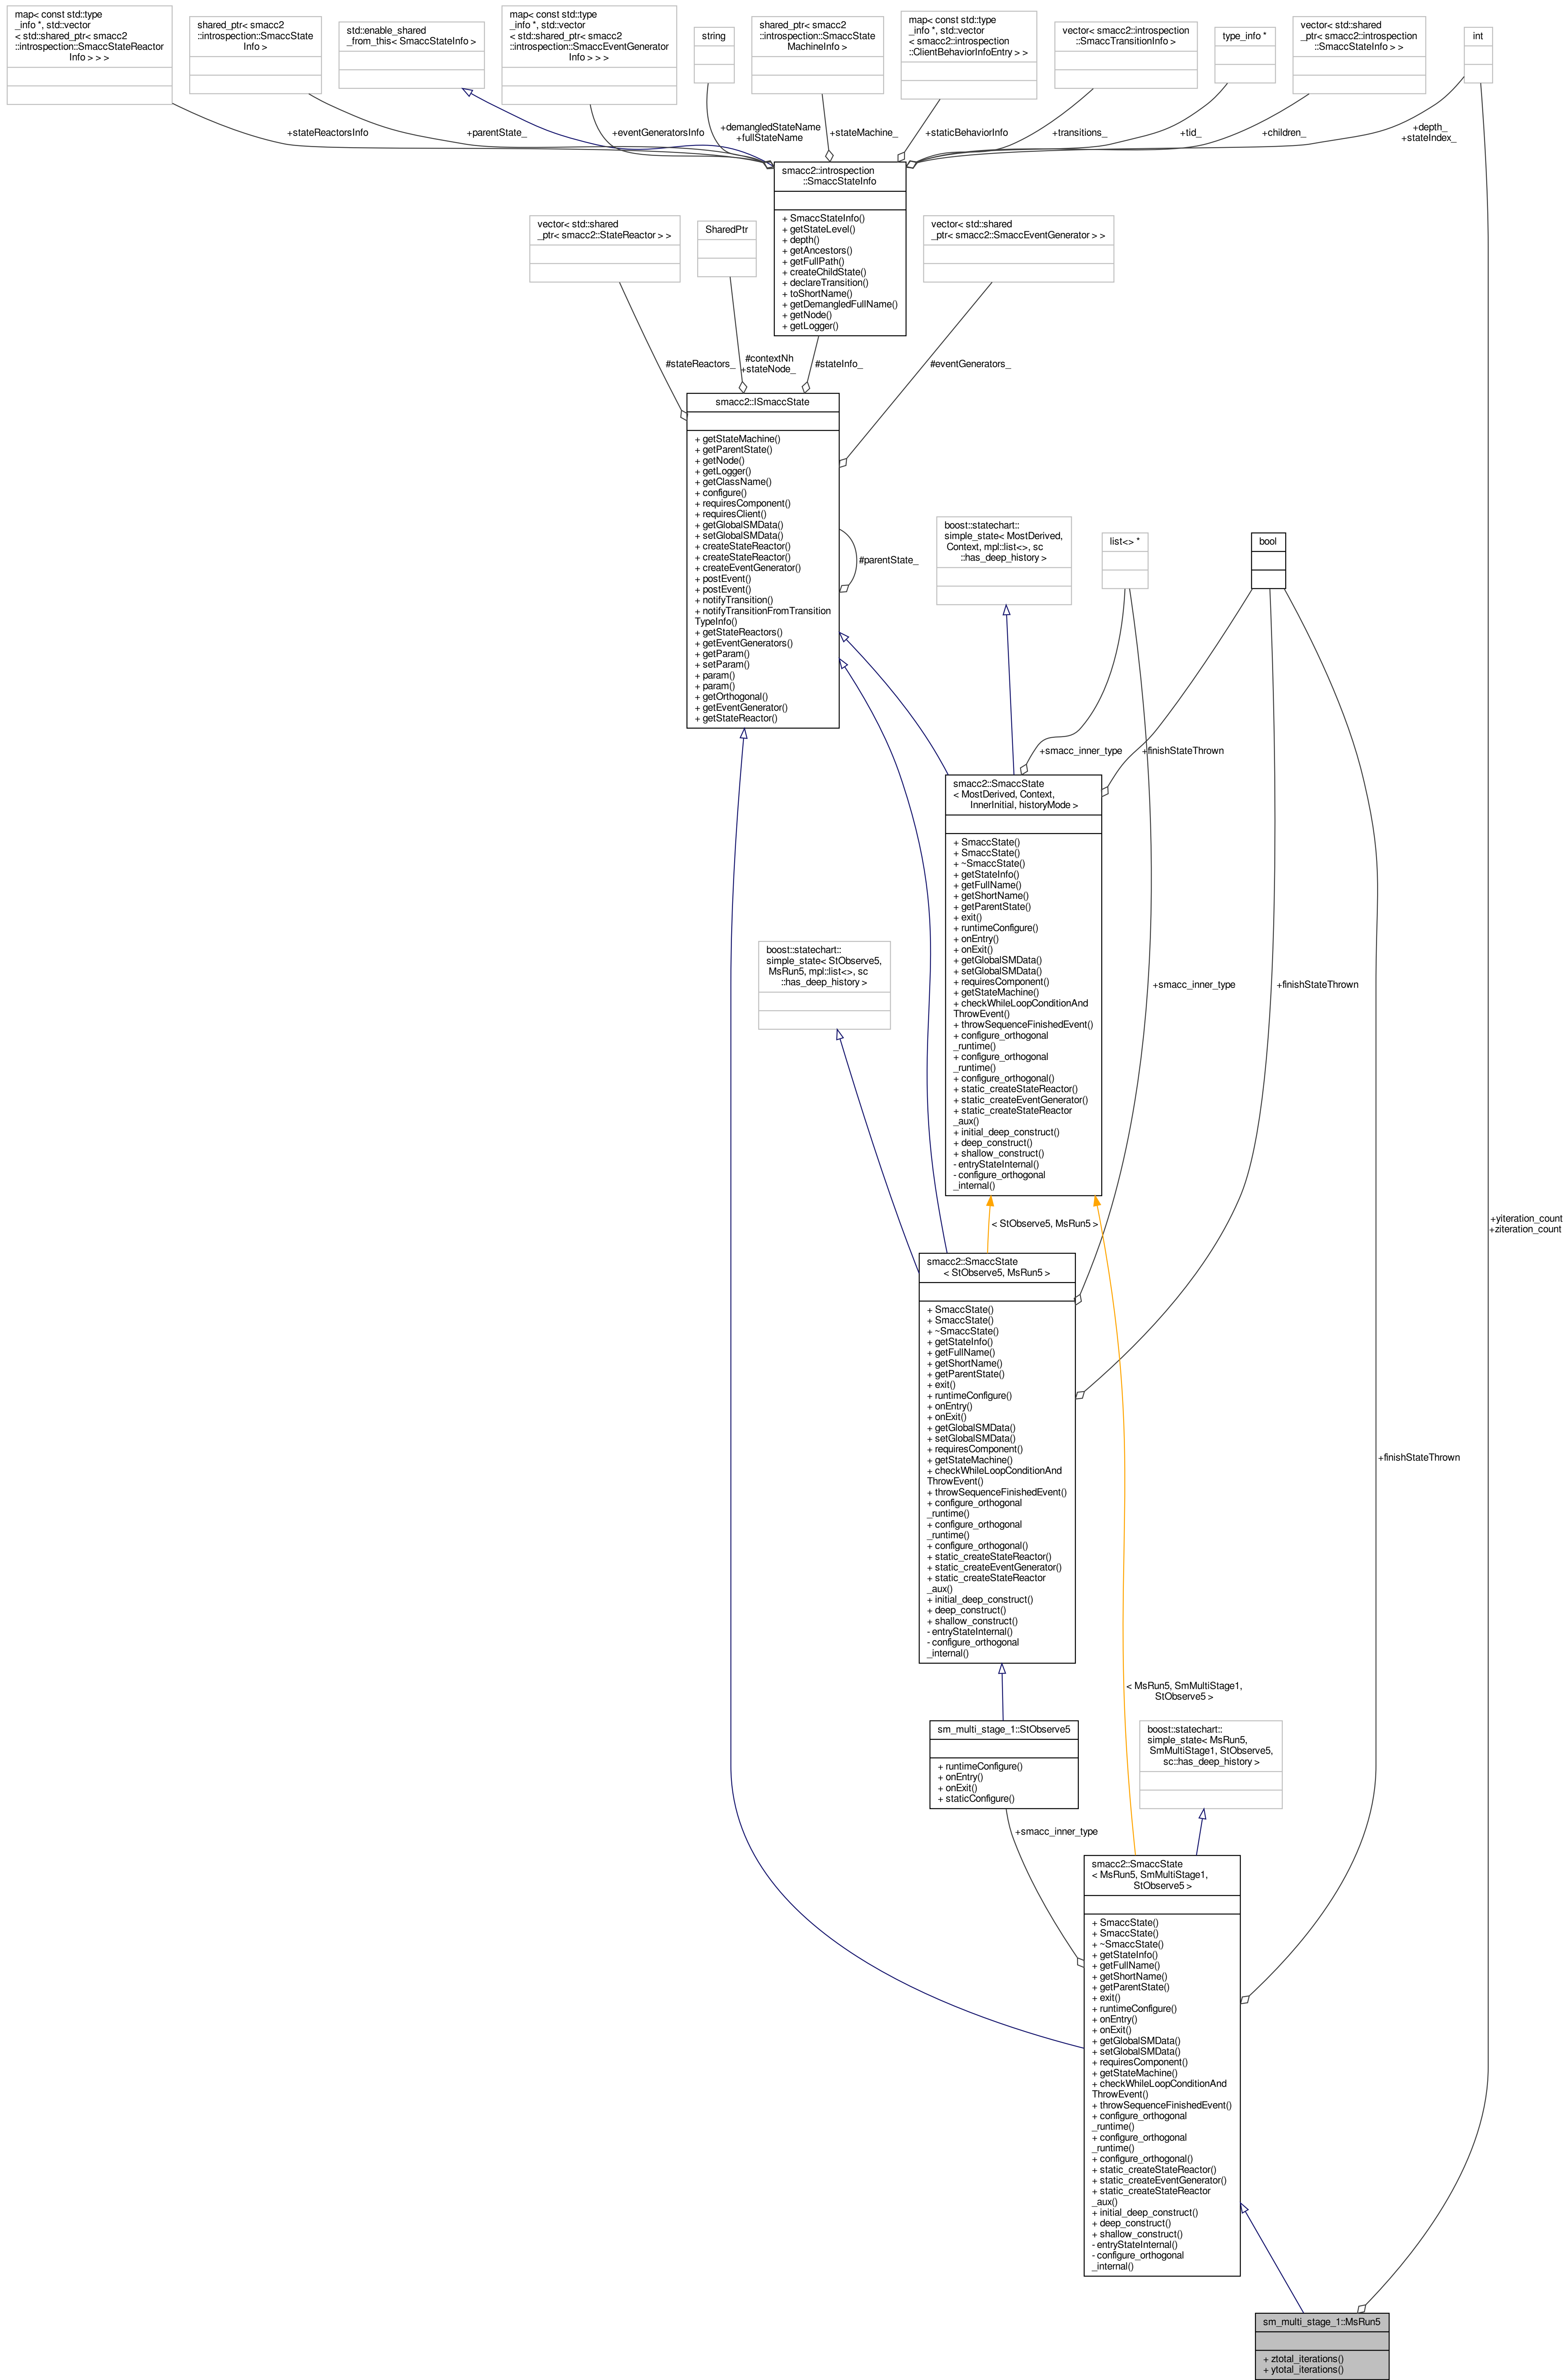 map< const std::type
_info *, std::vector
< std::shared_ptr< smacc2
::introspection::SmaccStateReactor
Info > > >
shared_ptr< smacc2
::introspection::SmaccState
Info >
std::enable_shared
_from_this< SmaccStateInfo >
map< const std::type
_info *, std::vector
< std::shared_ptr< smacc2
::introspection::SmaccEventGenerator
Info > > >
string
shared_ptr< smacc2
::introspection::SmaccState
MachineInfo >
map< const std::type
_info *, std::vector
< smacc2::introspection
::ClientBehaviorInfoEntry > >
vector< smacc2::introspection
::SmaccTransitionInfo >
type_info *
vector< std::shared
_ptr< smacc2::introspection
::SmaccStateInfo > >
int
+stateReactorsInfo
+parentState_
+eventGeneratorsInfo
+demangledStateName
+fullStateName
+stateMachine_
+staticBehaviorInfo
+transitions_
+tid_
+children_
+depth_
+stateIndex_
smacc2::introspection
::SmaccStateInfo
+ SmaccStateInfo()
+ getStateLevel()
+ depth()
+ getAncestors()
+ getFullPath()
+ createChildState()
+ declareTransition()
+ toShortName()
+ getDemangledFullName()
+ getNode()
+ getLogger()
vector< std::shared
_ptr< smacc2::StateReactor > >
SharedPtr
vector< std::shared
_ptr< smacc2::SmaccEventGenerator > >
#stateReactors_
#contextNh
+stateNode_
#stateInfo_
#eventGenerators_
smacc2::ISmaccState
+ getStateMachine()
+ getParentState()
+ getNode()
+ getLogger()
+ getClassName()
+ configure()
+ requiresComponent()
+ requiresClient()
+ getGlobalSMData()
+ setGlobalSMData()
+ createStateReactor()
+ createStateReactor()
+ createEventGenerator()
+ postEvent()
+ postEvent()
+ notifyTransition()
+ notifyTransitionFromTransition
TypeInfo()
+ getStateReactors()
+ getEventGenerators()
+ getParam()
+ setParam()
+ param()
+ param()
+ getOrthogonal()
+ getEventGenerator()
+ getStateReactor()
#parentState_
boost::statechart::
simple_state< MostDerived,
Context, mpl::list<>, sc
::has_deep_history >
list<> *
bool
+smacc_inner_type
+finishStateThrown
smacc2::SmaccState
< MostDerived, Context,
InnerInitial, historyMode >
+ SmaccState()
+ SmaccState()
+ ~SmaccState()
+ getStateInfo()
+ getFullName()
+ getShortName()
+ getParentState()
+ exit()
+ runtimeConfigure()
+ onEntry()
+ onExit()
+ getGlobalSMData()
+ setGlobalSMData()
+ requiresComponent()
+ getStateMachine()
+ checkWhileLoopConditionAnd
ThrowEvent()
+ throwSequenceFinishedEvent()
+ configure_orthogonal
_runtime()
+ configure_orthogonal
_runtime()
+ configure_orthogonal()
+ static_createStateReactor()
+ static_createEventGenerator()
+ static_createStateReactor
_aux()
+ initial_deep_construct()
+ deep_construct()
+ shallow_construct()
- entryStateInternal()
- configure_orthogonal
_internal()
boost::statechart::
simple_state< StObserve5,
MsRun5, mpl::list<>, sc
::has_deep_history >
+smacc_inner_type
+finishStateThrown
+yiteration_count
+ziteration_count
< StObserve5, MsRun5 >
smacc2::SmaccState
< StObserve5, MsRun5 >
+ SmaccState()
+ SmaccState()
+ ~SmaccState()
+ getStateInfo()
+ getFullName()
+ getShortName()
+ getParentState()
+ exit()
+ runtimeConfigure()
+ onEntry()
+ onExit()
+ getGlobalSMData()
+ setGlobalSMData()
+ requiresComponent()
+ getStateMachine()
+ checkWhileLoopConditionAnd
ThrowEvent()
+ throwSequenceFinishedEvent()
+ configure_orthogonal
_runtime()
+ configure_orthogonal
_runtime()
+ configure_orthogonal()
+ static_createStateReactor()
+ static_createEventGenerator()
+ static_createStateReactor
_aux()
+ initial_deep_construct()
+ deep_construct()
+ shallow_construct()
- entryStateInternal()
- configure_orthogonal
_internal()
+finishStateThrown
< MsRun5, SmMultiStage1,
StObserve5 >
sm_multi_stage_1::StObserve5
+ runtimeConfigure()
+ onEntry()
+ onExit()
+ staticConfigure()
boost::statechart::
simple_state< MsRun5,
SmMultiStage1, StObserve5,
sc::has_deep_history >
+smacc_inner_type
smacc2::SmaccState
< MsRun5, SmMultiStage1,
StObserve5 >
+ SmaccState()
+ SmaccState()
+ ~SmaccState()
+ getStateInfo()
+ getFullName()
+ getShortName()
+ getParentState()
+ exit()
+ runtimeConfigure()
+ onEntry()
+ onExit()
+ getGlobalSMData()
+ setGlobalSMData()
+ requiresComponent()
+ getStateMachine()
+ checkWhileLoopConditionAnd
ThrowEvent()
+ throwSequenceFinishedEvent()
+ configure_orthogonal
_runtime()
+ configure_orthogonal
_runtime()
+ configure_orthogonal()
+ static_createStateReactor()
+ static_createEventGenerator()
+ static_createStateReactor
_aux()
+ initial_deep_construct()
+ deep_construct()
+ shallow_construct()
- entryStateInternal()
- configure_orthogonal
_internal()
sm_multi_stage_1::MsRun5
+ ztotal_iterations()
+ ytotal_iterations()